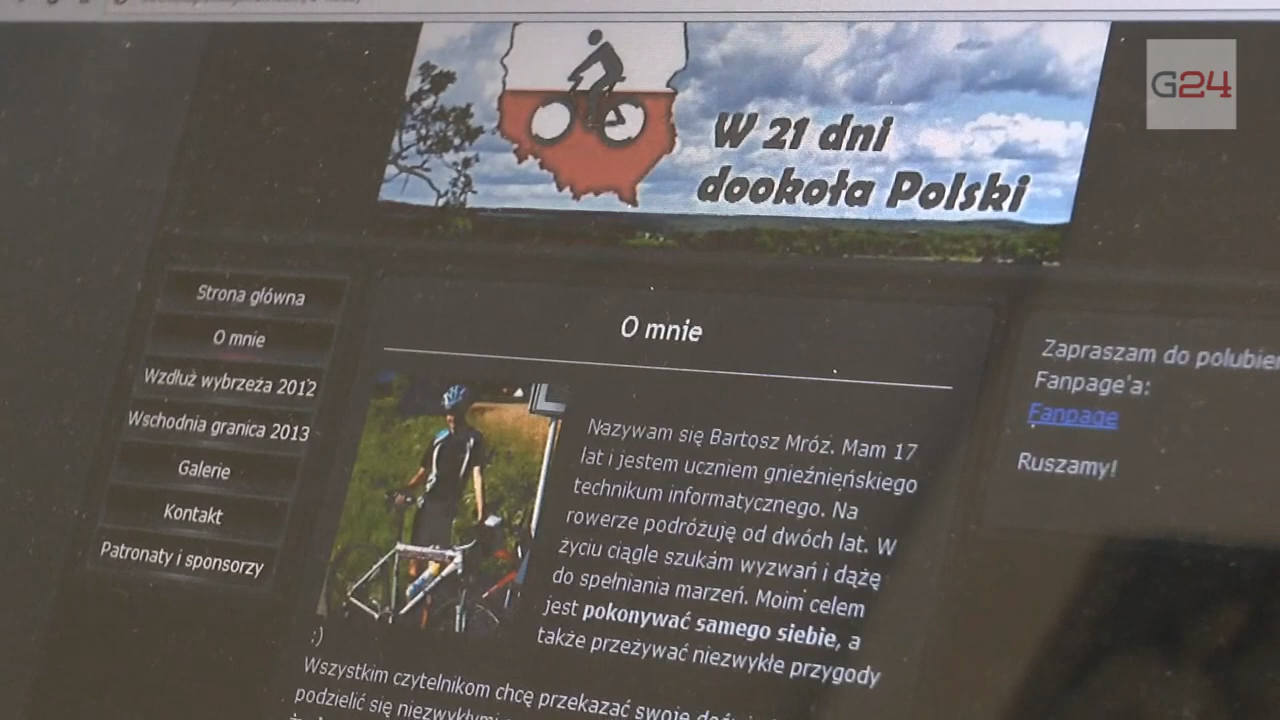 G24
W 21 dni
dookoła Polski
Strona główna
O mnie
Wzdłuż wybrzeża 2012
Wschodnia granica 2013
Galerie
Kontakt
Patronaty i sponsorzy
O mnie
Nazywam się Bartosz Mróz. Mam 17
lat i jestem uczniem gnieźnieńskiego
technikum informatycznego. Na
rowerze podróżuję od dwóch lat. W
życiu ciągle szukam wyzwań i dążę
do spełniania marzeń. Moim celem
jest pokonywać samego siebie, a
także przeżywać niezwykłe przygody
;)
Wszystkim czytelnikom chcę przekazać swoje
podzielić się niezwykłymi
Zapraszam do polubien
Fanpage'a:
Fanpage
Ruszamy!